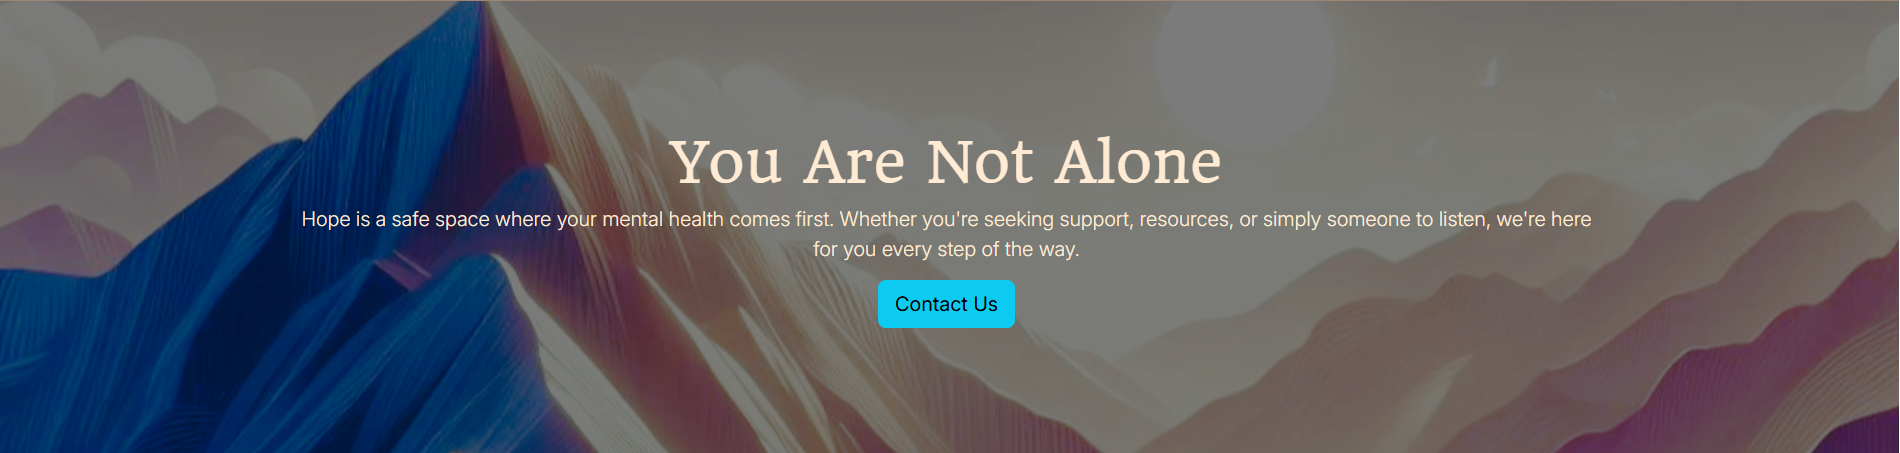 You Are Not Alone
Hope is a safe space where your mental health comes first. Whether you're seeking support, resources, or simply someone to listen, we're here
for you every step of the way.
Contact Us